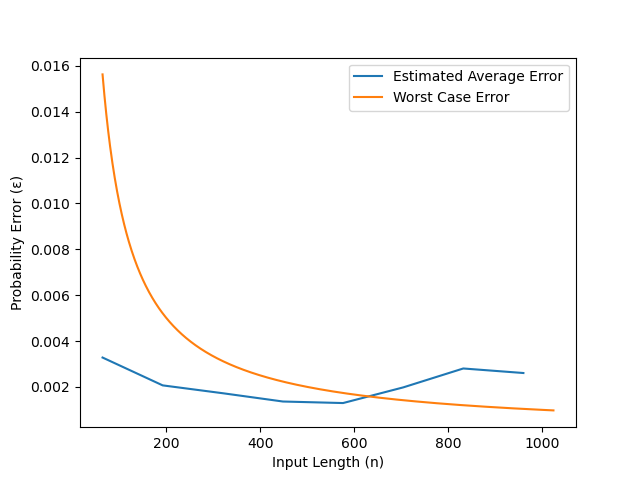 Estimated Average Error
Worst Case Error
Probability Error (ε)
0.016
0.014
0.012
0.010
0.008
0.006
0.004
0.002
200 400 600 800 1000
Input Length (n)